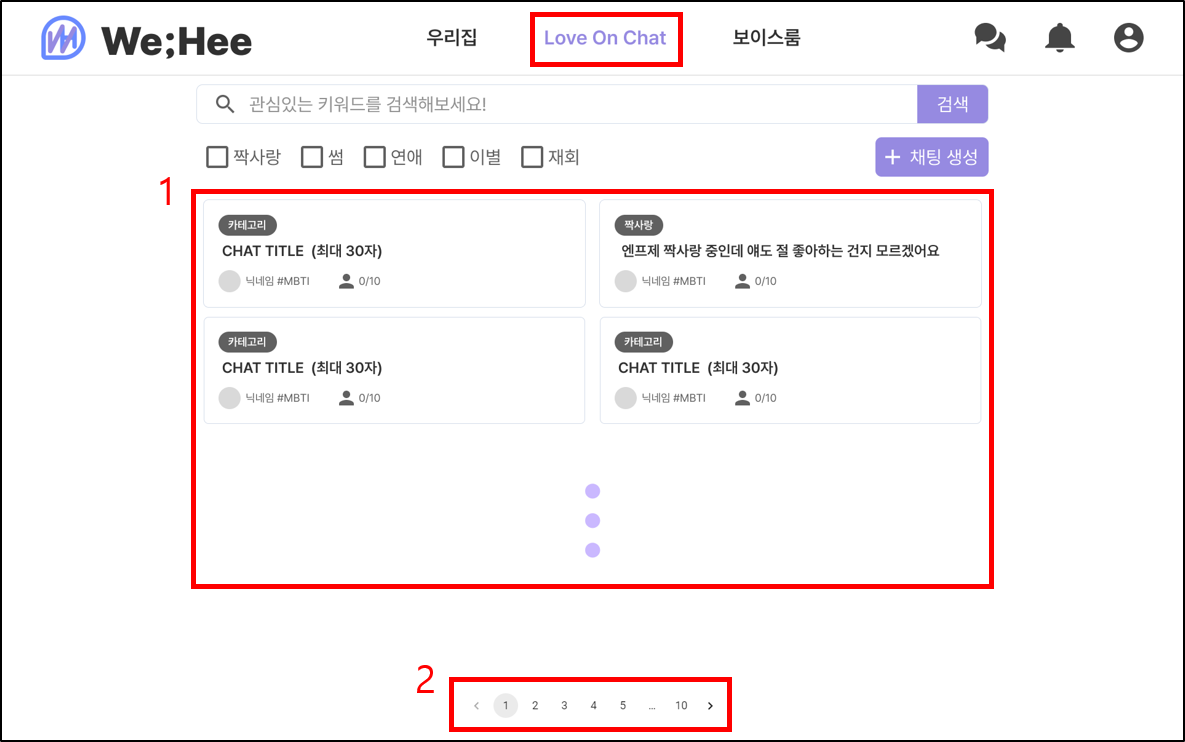 We;Hee 우리집 Love On Chat 보이스룸
관심있는 키워드를 검색해보세요! 검색
짝사랑 썸 연애 이별 재회 + 채팅 생성
1
카테고리
CHAT TITLE (최대 30자)
닉네임 #MBTI 0/10
짝사랑
엔프제 짝사랑 중인데 얘도 절 좋아하는 건지 모르겠어요
닉네임 #MBTI 0/10
카테고리
CHAT TITLE (최대 30자)
닉네임 #MBTI 0/10
카테고리
CHAT TITLE (최대 30자)
닉네임 #MBTI 0/10
2
‹ 1 2 3 4 5 ... 10 ›